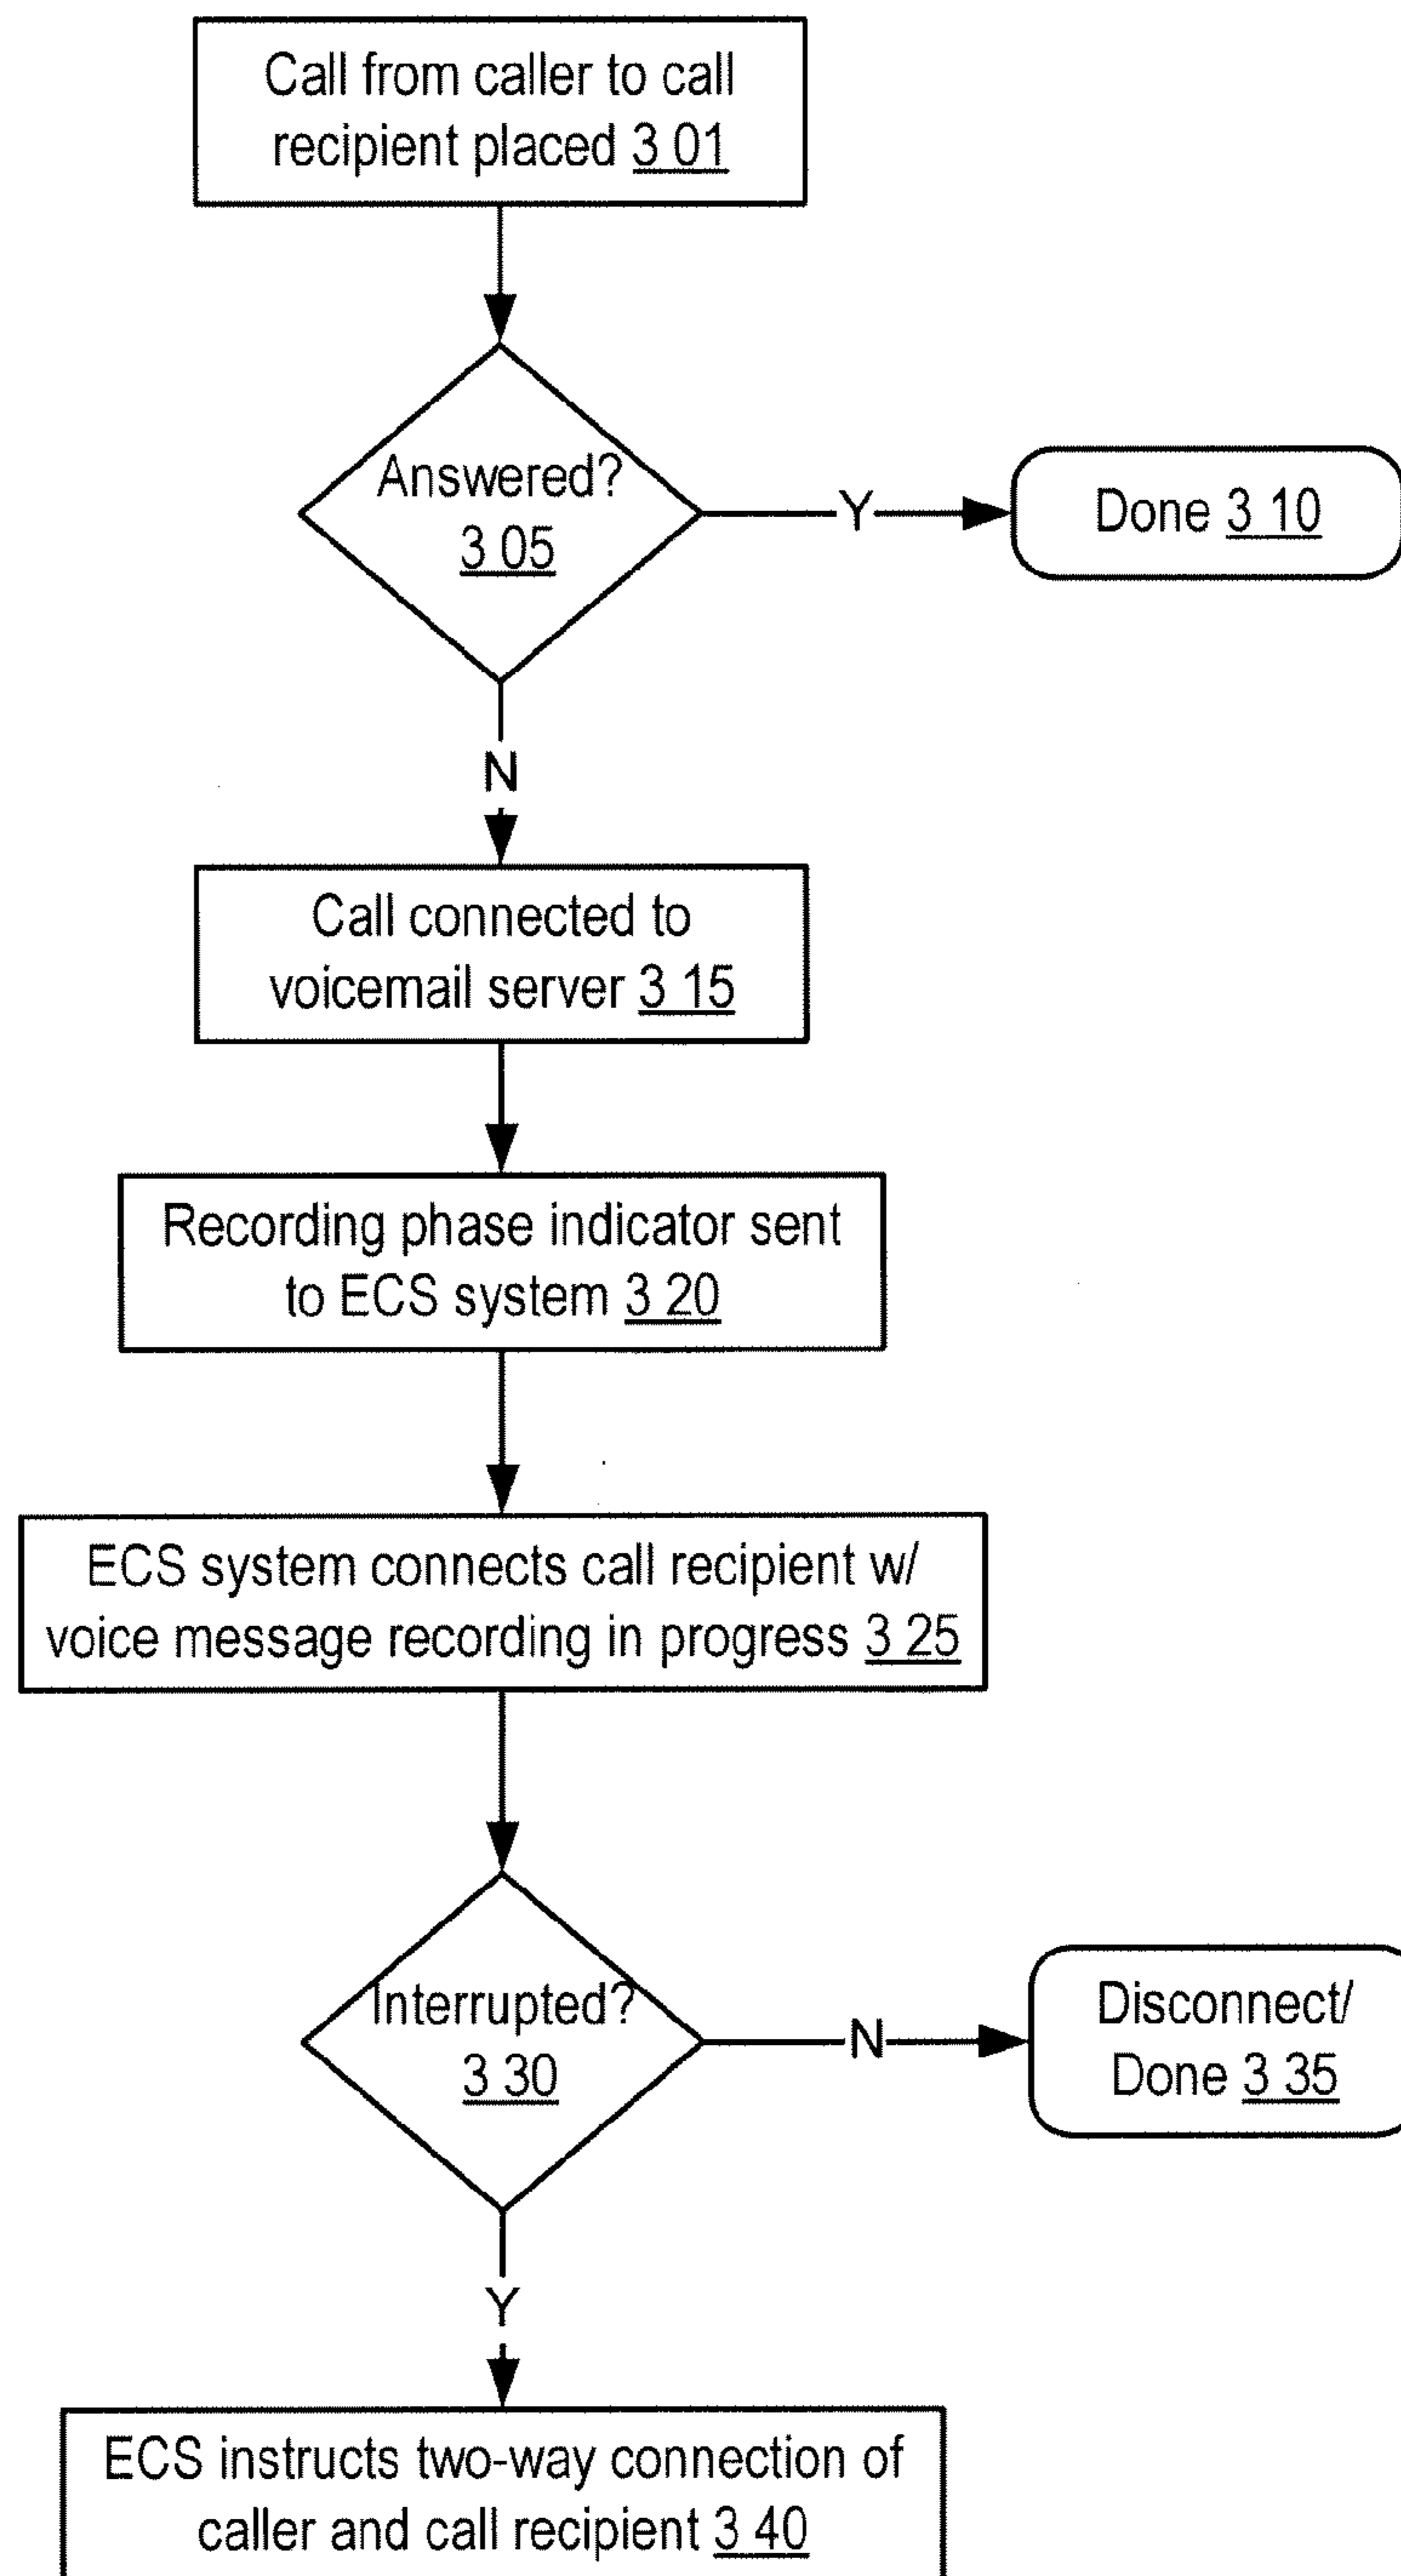 Call from caller to call
recipient placed 3 01
Answered?
3 05
Y
Done 3 10
N
Call connected to
voicemail server 3 15
Recording phase indicator sent
to ECS system 3 20
ECS system connects call recipient w/
voice message recording in progress 3 25
Interrupted?
3 30
N
Disconnect/
Done 3 35
Y
ECS instructs two-way connection of
caller and call recipient 3 40